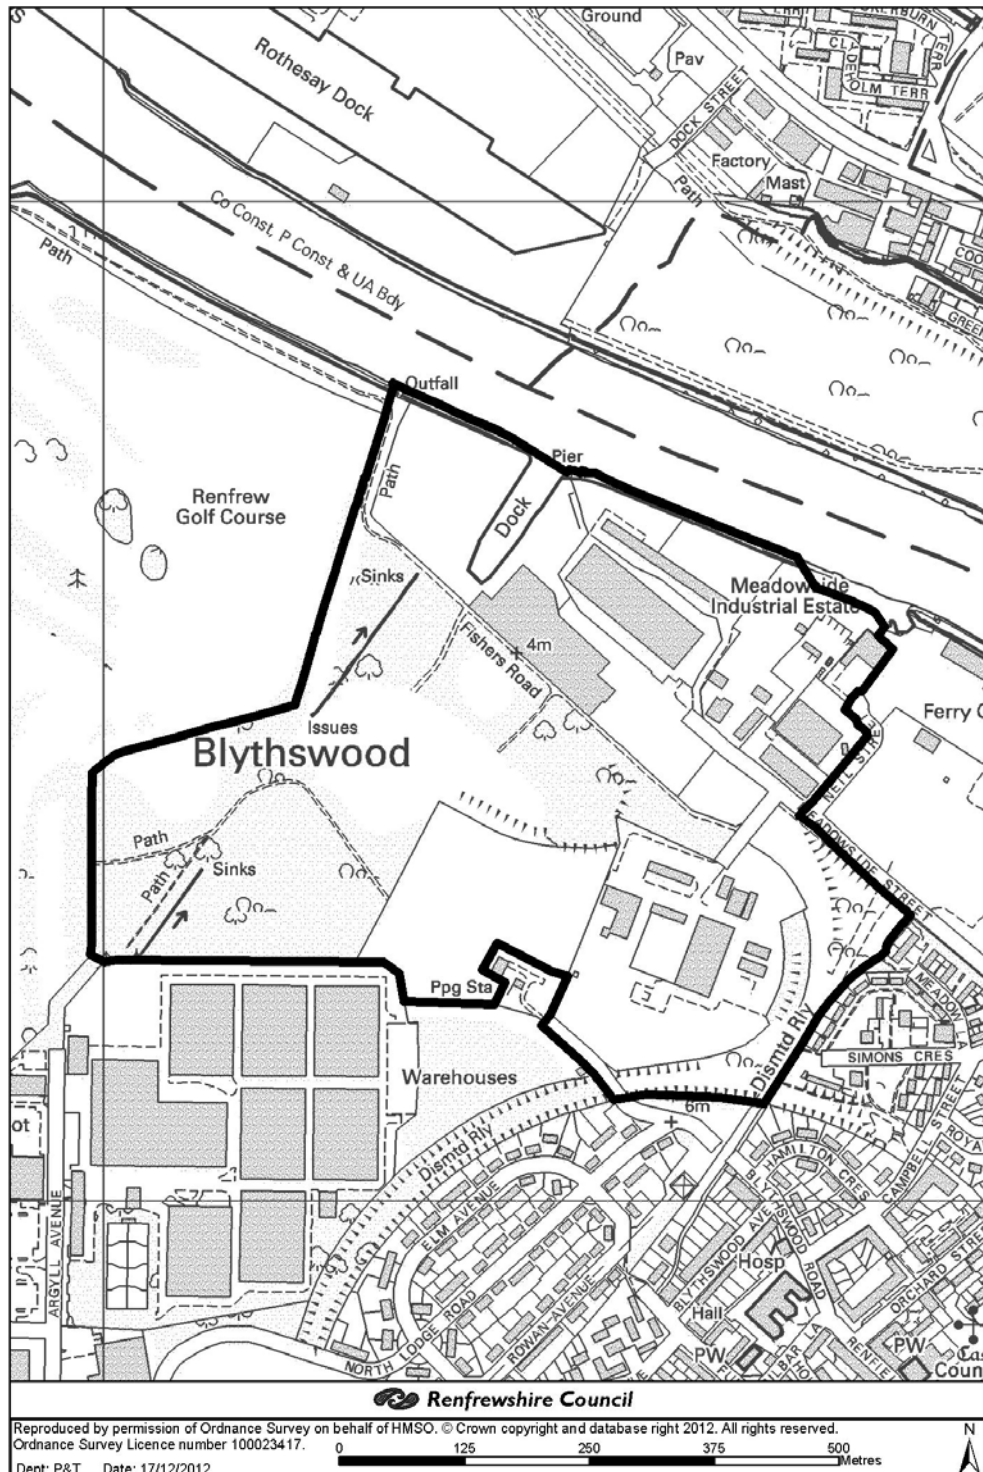 Ground
Pav
DOCK STREET
Rothesay Dock
Factory
Mast
Path
Co Const, P Const & UA Bdy
Path
Outfall
Pier
Path
Dock
Renfrew
Golf Course
Sinks
Meadowside
Industrial Estate
4m
Fishers Road
Issues
Blythswood
NEIL STREET
Path
Path
Sinks
Ppg Sta
Warehouses
Dismtd Rly
SIMONS CRES
6m
Dismtd Rly
ELM AVENUE
HAMILTON CRES
CAMPBELL STREET
ARGYLL AVENUE
BLYTHSWOOD AVE
BLYTHSWOOD ROAD
Hosp
NORTH LODGE ROAD
ROWAN AVENUE
Hall
PW
PW
Renfrewshire Council
Reproduced by permission of Ordnance Survey on behalf of HMSO. © Crown copyright and database right 2012. All rights reserved.
Ordnance Survey Licence number 100023417.
N
0 125 250 375 500
Metres
Dept: P&T Date: 17/12/2012